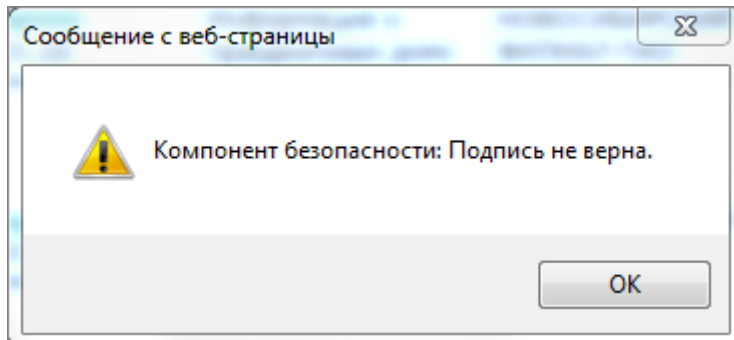 Сообщение с веб-страницы
Компонент безопасности: Подпись не верна.
OK